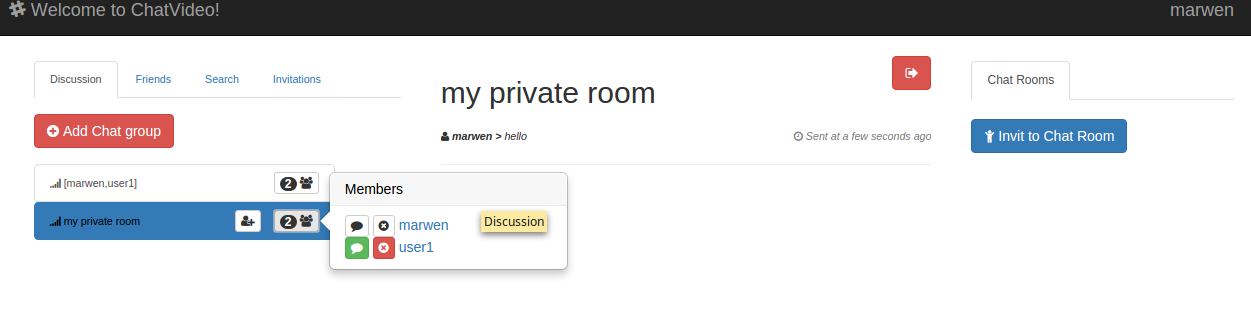 Welcome to ChatVideo!
marwen
Discussion
Friends
Search
Invitations
Add Chat group
[marwen,user1]
2
my private room
2
Members
marwen
user1
Discussion
my private room
marwen > hello
Sent at a few seconds ago
Chat Rooms
Invit to Chat Room